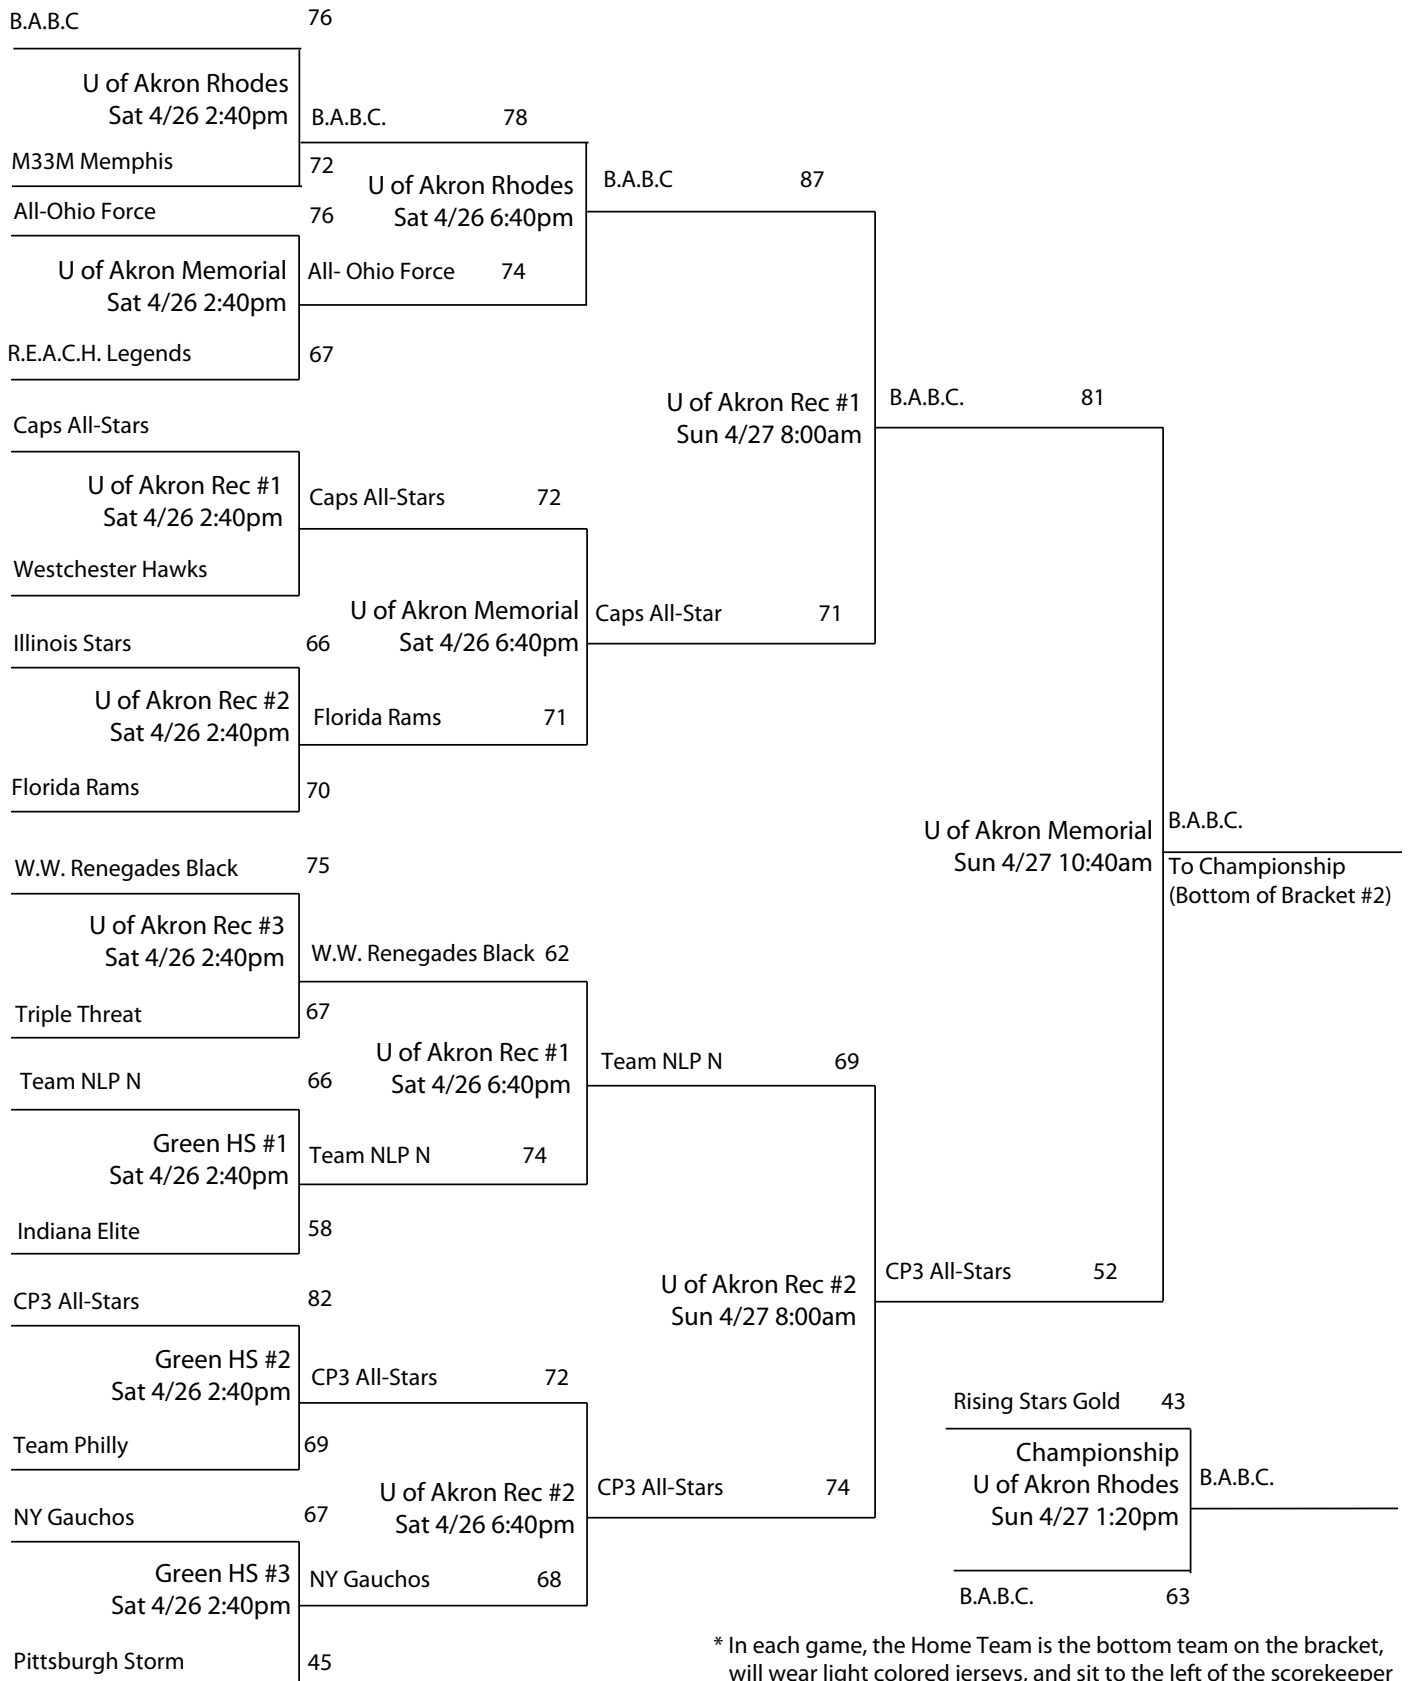 B.A.B.C 76
U of Akron Rhodes
Sat 4/26 2:40pm
M33M Memphis 72
B.A.B.C. 78
All-Ohio Force 76
U of Akron Memorial
Sat 4/26 2:40pm
R.E.A.C.H. Legends 67
U of Akron Rhodes
Sat 4/26 6:40pm
All- Ohio Force 74
B.A.B.C 87
Caps All-Stars
U of Akron Rec #1
Sat 4/26 2:40pm
Westchester Hawks
Caps All-Stars 72
Illinois Stars 66
U of Akron Rec #2
Sat 4/26 2:40pm
Florida Rams 70
U of Akron Memorial
Sat 4/26 6:40pm
Florida Rams 71
Caps All-Star 71
U of Akron Rec #1
Sun 4/27 8:00am
B.A.B.C. 81
W.W. Renegades Black 75
U of Akron Rec #3
Sat 4/26 2:40pm
Triple Threat 67
W.W. Renegades Black 62
Team NLP N 66
Green HS #1
Sat 4/26 2:40pm
Indiana Elite 58
U of Akron Rec #1
Sat 4/26 6:40pm
Team NLP N 74
Team NLP N 69
CP3 All-Stars 82
Green HS #2
Sat 4/26 2:40pm
Team Philly 69
CP3 All-Stars 72
NY Gauchos 67
Green HS #3
Sat 4/26 2:40pm
Pittsburgh Storm 45
U of Akron Rec #2
Sat 4/26 6:40pm
NY Gauchos 68
CP3 All-Stars 74
U of Akron Rec #2
Sun 4/27 8:00am
CP3 All-Stars 52
U of Akron Memorial
Sun 4/27 10:40am
B.A.B.C.
To Championship
(Bottom of Bracket #2)
Rising Stars Gold 43
Championship
U of Akron Rhodes
Sun 4/27 1:20pm
B.A.B.C. 63
B.A.B.C.
* In each game, the Home Team is the bottom team on the bracket,
will wear light colored jerseys, and sit to the left of the scorekeeper